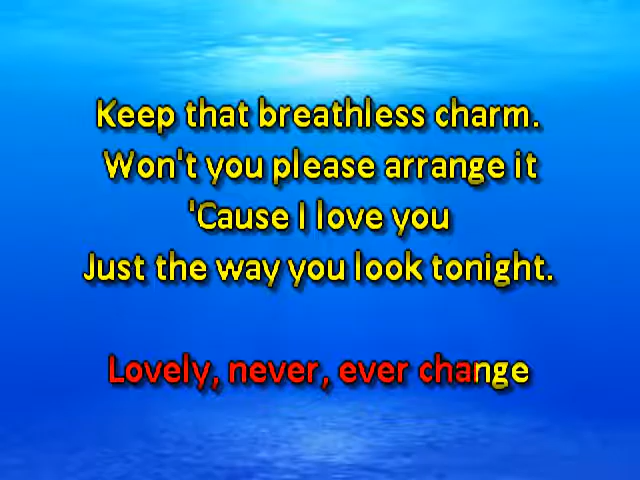 Keep that breathless charm.
Won't you please arrange it
'Cause I love you
Just the way you look tonight.
Lovely, never, ever change